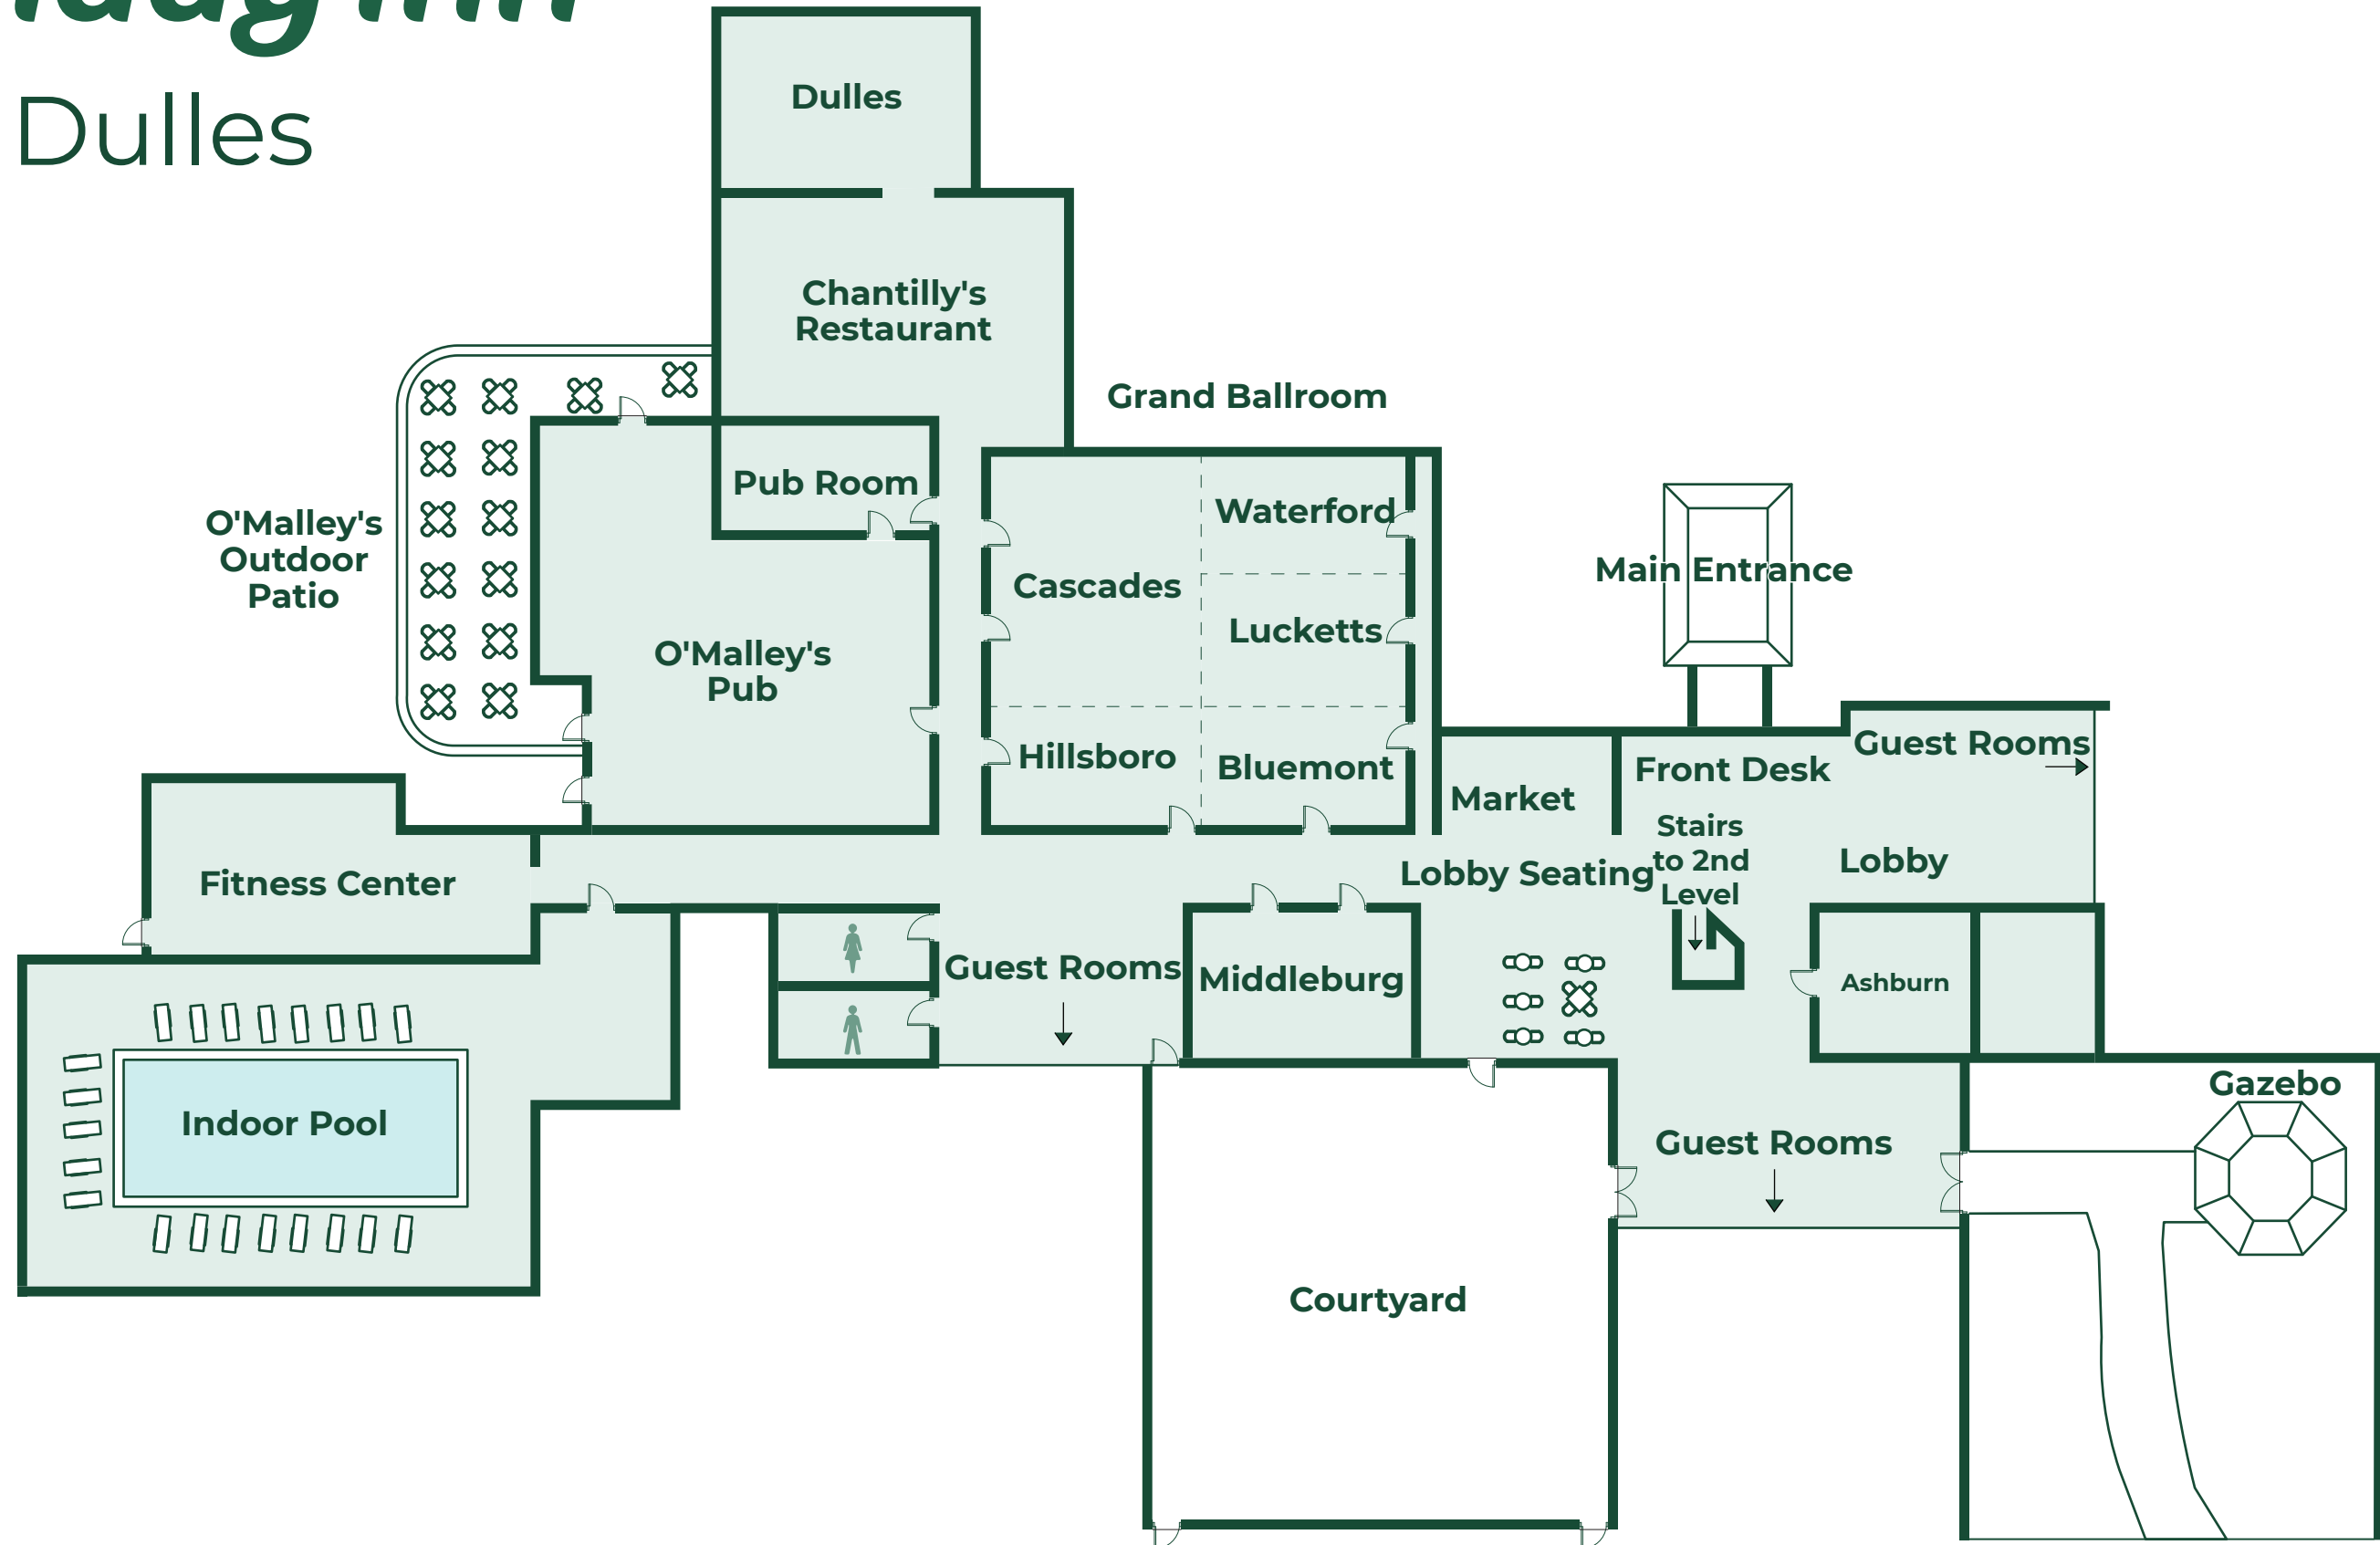 Dulles
Dulles
Chantilly's
Restaurant
Grand Ballroom
Pub Room
Waterford
O'Malley's
Outdoor
Patio
Main Entrance
Cascades
Lucketts
O'Malley's
Pub
Hillsboro
Bluemont
Guest Rooms
Front Desk
Market
Stairs
to 2nd
Level
Lobby Seating
Lobby
Fitness Center
Guest Rooms
Middleburg
Ashburn
Indoor Pool
Gazebo
Guest Rooms
Courtyard